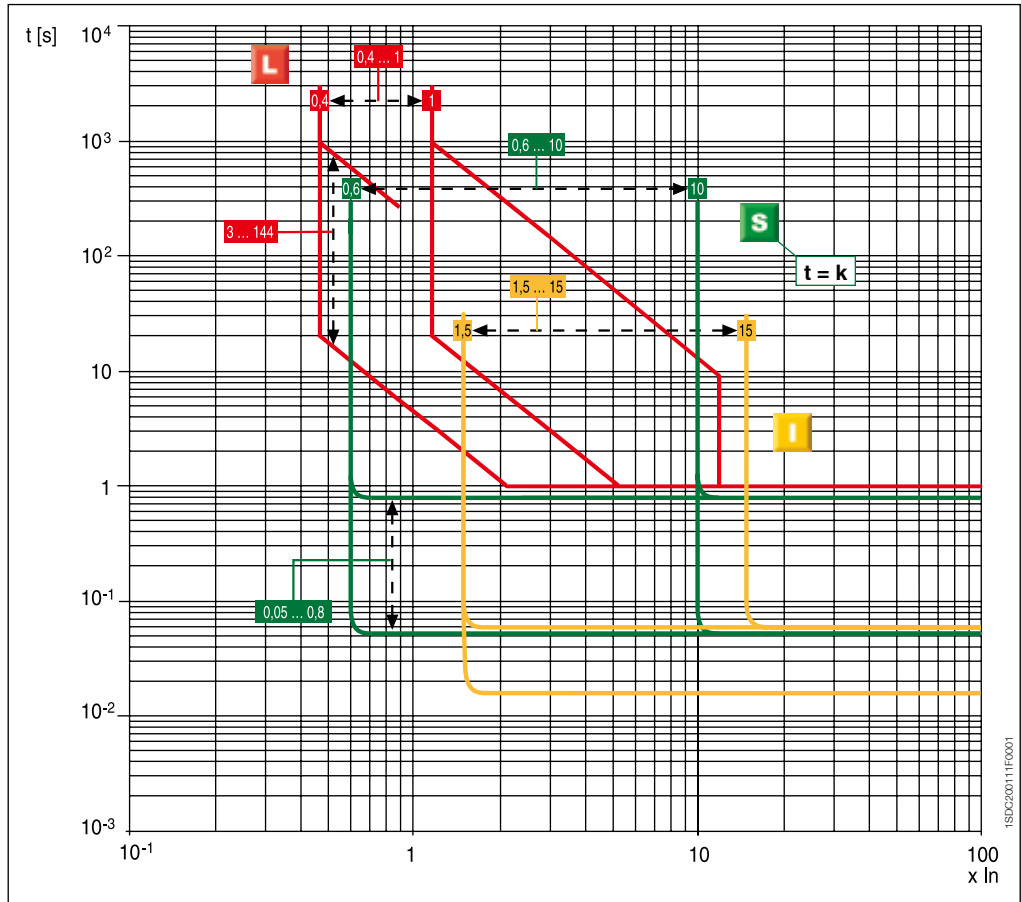 t [s]
10⁴
L
0,4 ... 1
0,4
1
10³
0,6 ... 10
0,6
10
S
3 ... 144
10²
t = k
1,5 ... 15
1,5
15
10
I
1
10⁻¹
0,05 ... 0,8
10⁻²
10⁻³
10⁻¹
1
10
100
x In
1SDC200111F0001